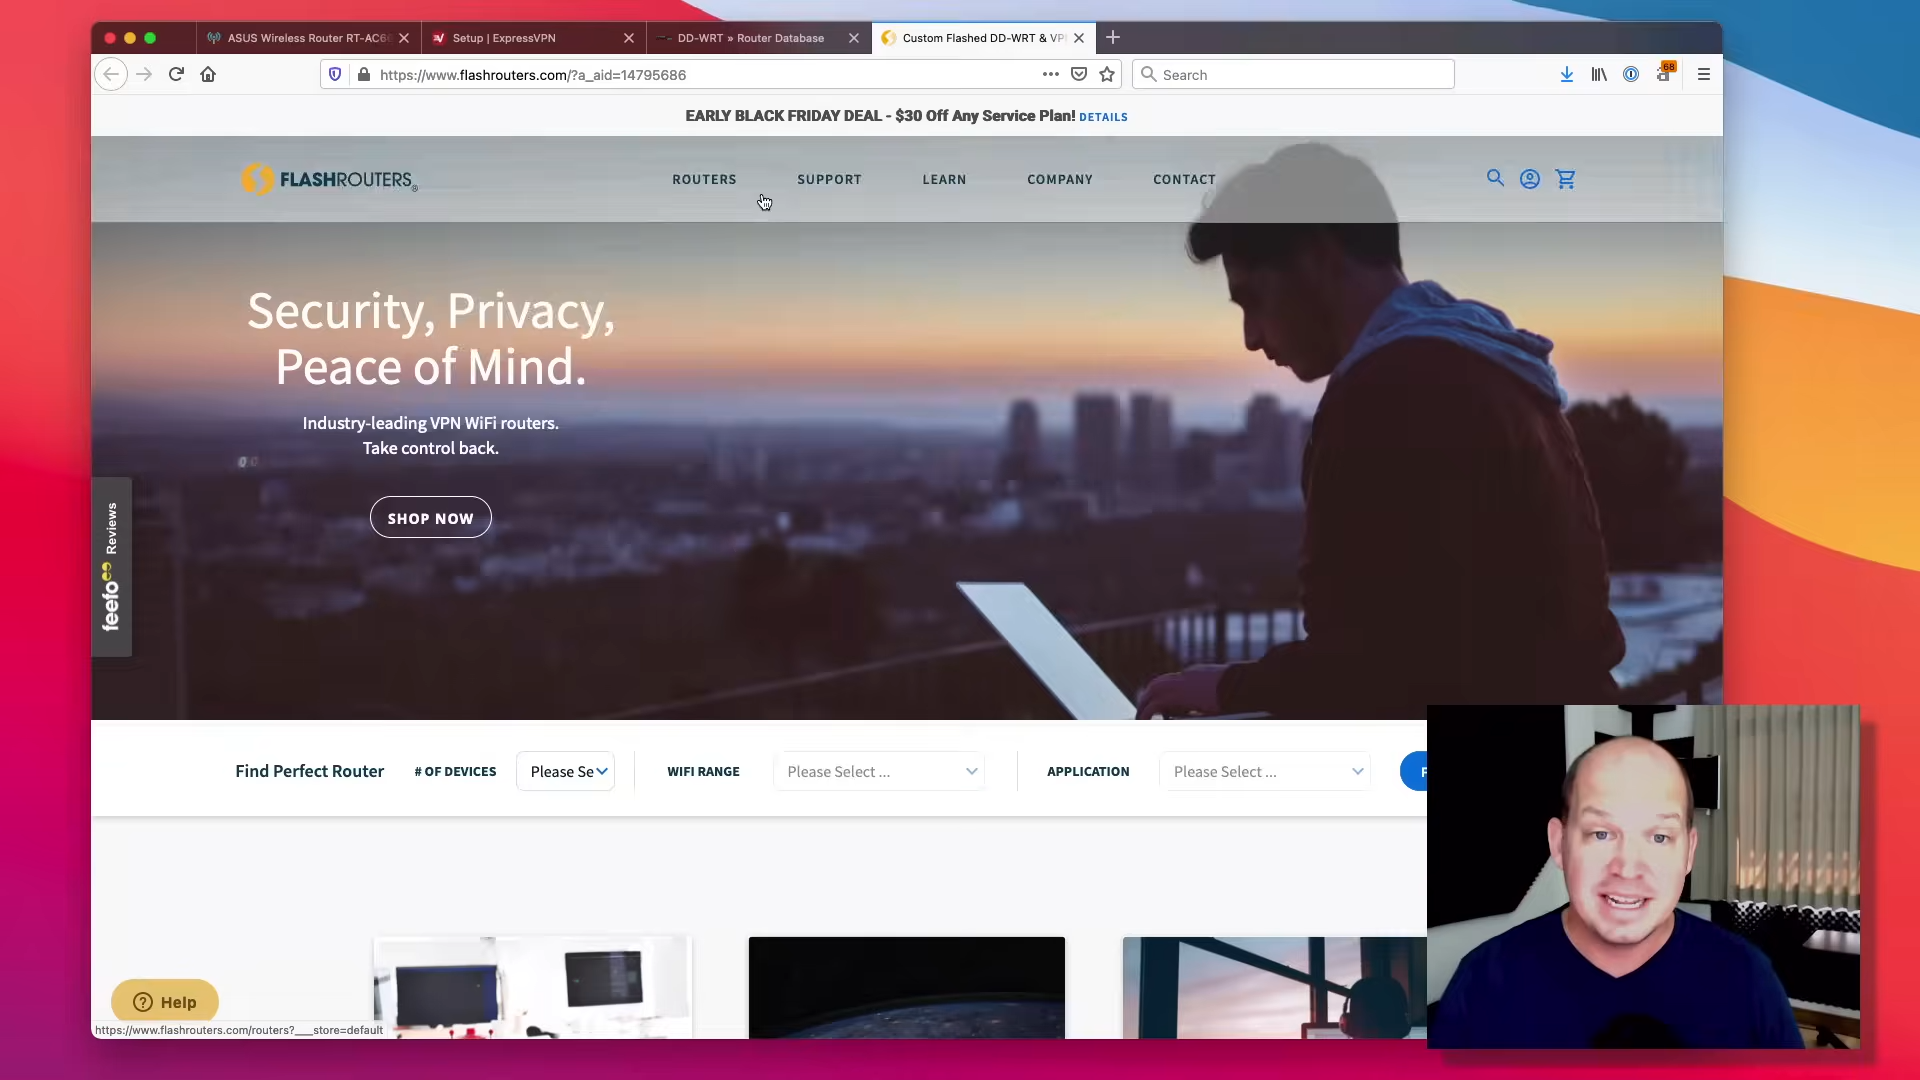 ASUS Wireless Router RT-AC6
Setup | ExpressVPN
DD-WRT » Router Database
Custom Flashed DD-WRT & VP
https://www.flashrouters.com/?a_aid=14795686
Search
68
EARLY BLACK FRIDAY DEAL - $30 Off Any Service Plan! DETAILS
FLASHROUTERS®
ROUTERS
SUPPORT
LEARN
COMPANY
CONTACT
Security, Privacy,
Peace of Mind.
Industry-leading VPN WiFi routers.
Take control back.
SHOP NOW
feefo Reviews
Find Perfect Router
# OF DEVICES
Please Se
WIFI RANGE
Please Select ...
APPLICATION
Please Select ...
F
? Help
https://www.flashrouters.com/routers?___store=default